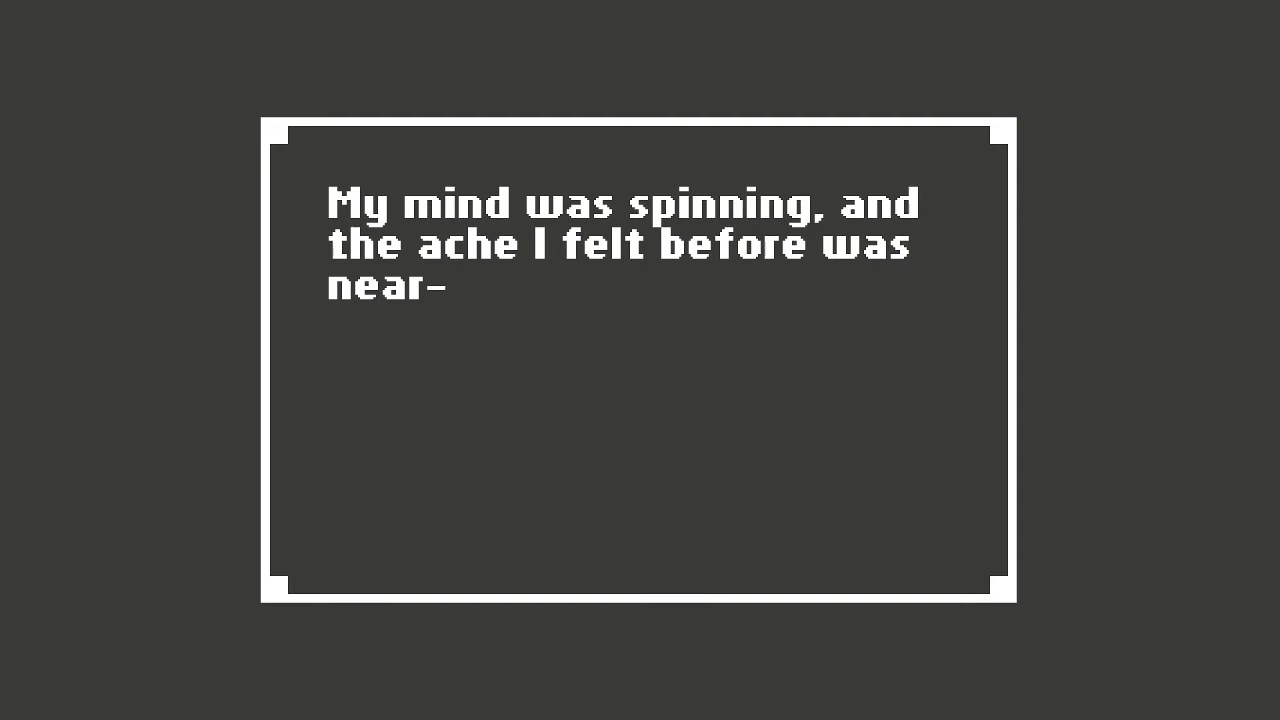 My mind was spinning, and
the ache I felt before was
near-